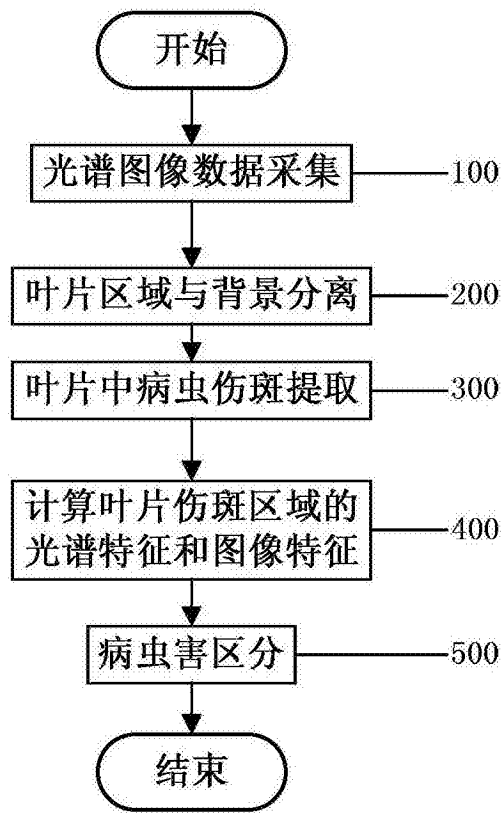 开始
光谱图像数据采集
100
叶片区域与背景分离
200
叶片中病虫伤斑提取
300
计算叶片伤斑区域的
光谱特征和图像特征
400
病虫害区分
500
结束